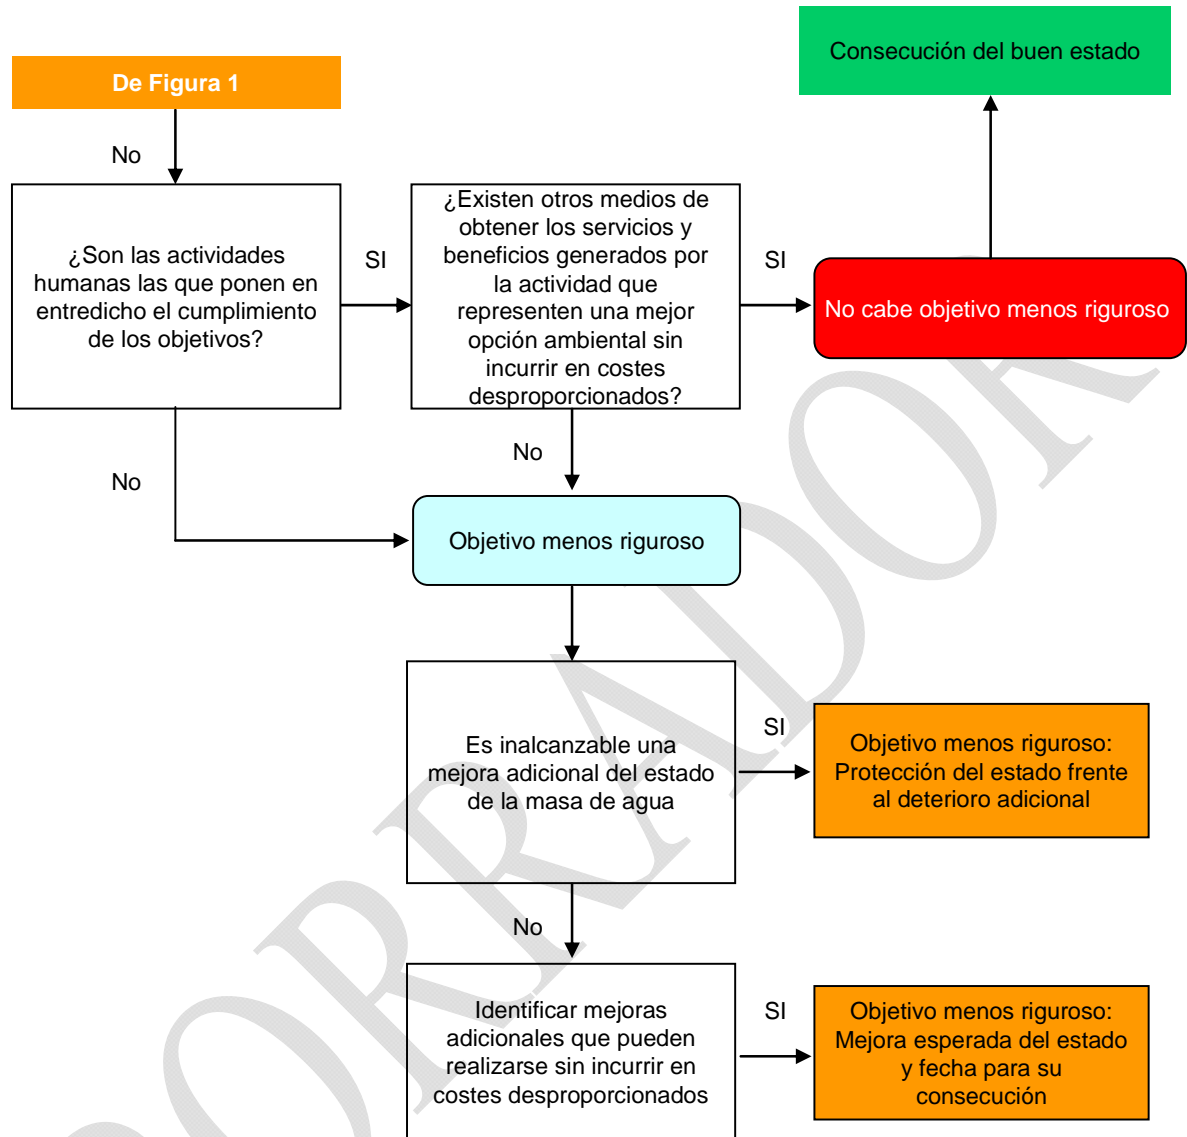 De Figura 1
Consecución del buen estado
No
¿Son las actividades
humanas las que ponen en
entredicho el cumplimiento
de los objetivos?
SI
¿Existen otros medios de
obtener los servicios y
beneficios generados por
la actividad que
representen una mejor
opción ambiental sin
incurrir en costes
desproporcionados?
SI
No cabe objetivo menos riguroso
No
No
Objetivo menos riguroso
Es inalcanzable una
mejora adicional del estado
de la masa de agua
SI
Objetivo menos riguroso:
Protección del estado frente
al deterioro adicional
No
Identificar mejoras
adicionales que pueden
realizarse sin incurrir en
costes desproporcionados
SI
Objetivo menos riguroso:
Mejora esperada del estado
y fecha para su
consecución
BORRADOR